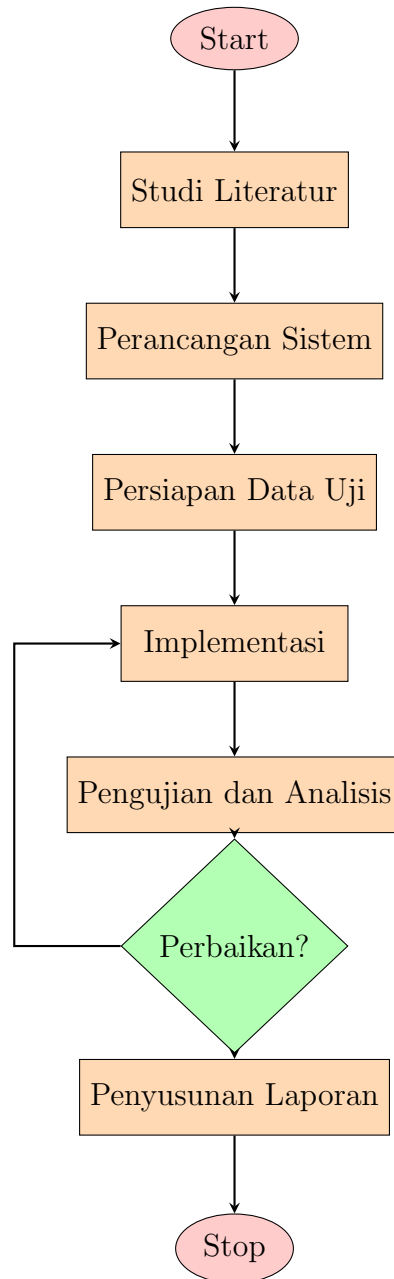 Start
Studi Literatur
Perancangan Sistem
Persiapan Data Uji
Implementasi
Pengujian dan Analisis
Perbaikan?
Penyusunan Laporan
Stop